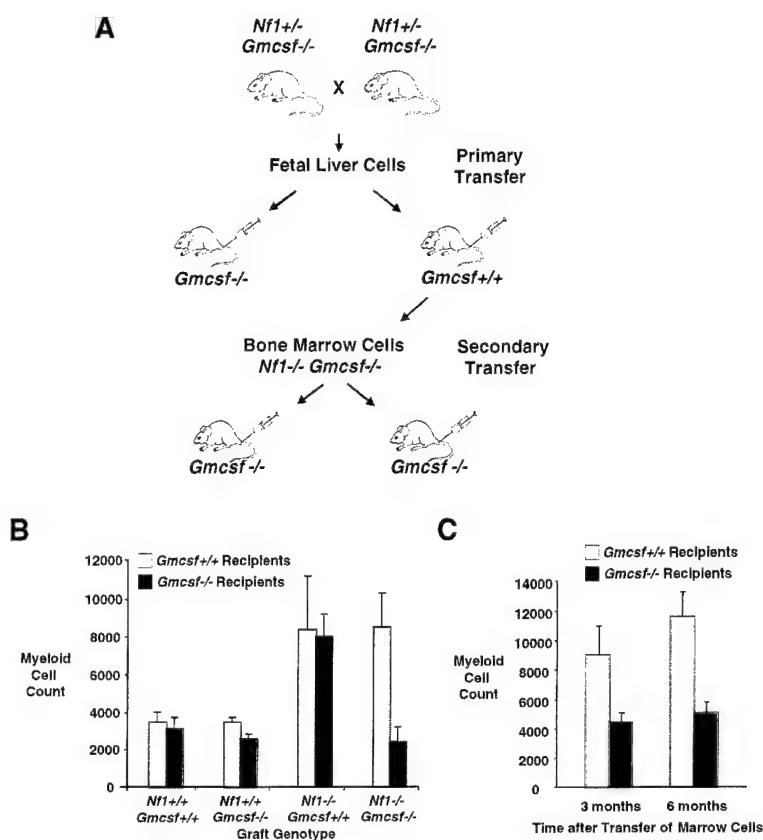 A
Nf1+/-
Gmcsf-/-
Nf1+/-
Gmcsf-/-
X
Fetal Liver Cells
Primary
Transfer
Gmcsf-/-
Gmcsf+/+
Bone Marrow Cells
Nf1-/- Gmcsf-/-
Secondary
Transfer
Gmcsf -/-
Gmcsf -/-
B
Gmcsf+/+ Recipients
Gmcsf-/- Recipients
12000
10000
8000
6000
4000
2000
0
Myeloid
Cell
Count
Nf1+/+
Gmcsf+/+
Nf1+/+
Gmcsf-/-
Nf1-/-
Gmcsf+/+
Nf1-/-
Gmcsf-/-
Graft Genotype
C
Gmcsf+/+ Recipients
Gmcsf-/- Recipients
14000
12000
10000
8000
6000
4000
2000
0
Myeloid
Cell
Count
3 months
6 months
Time after Transfer of Marrow Cells